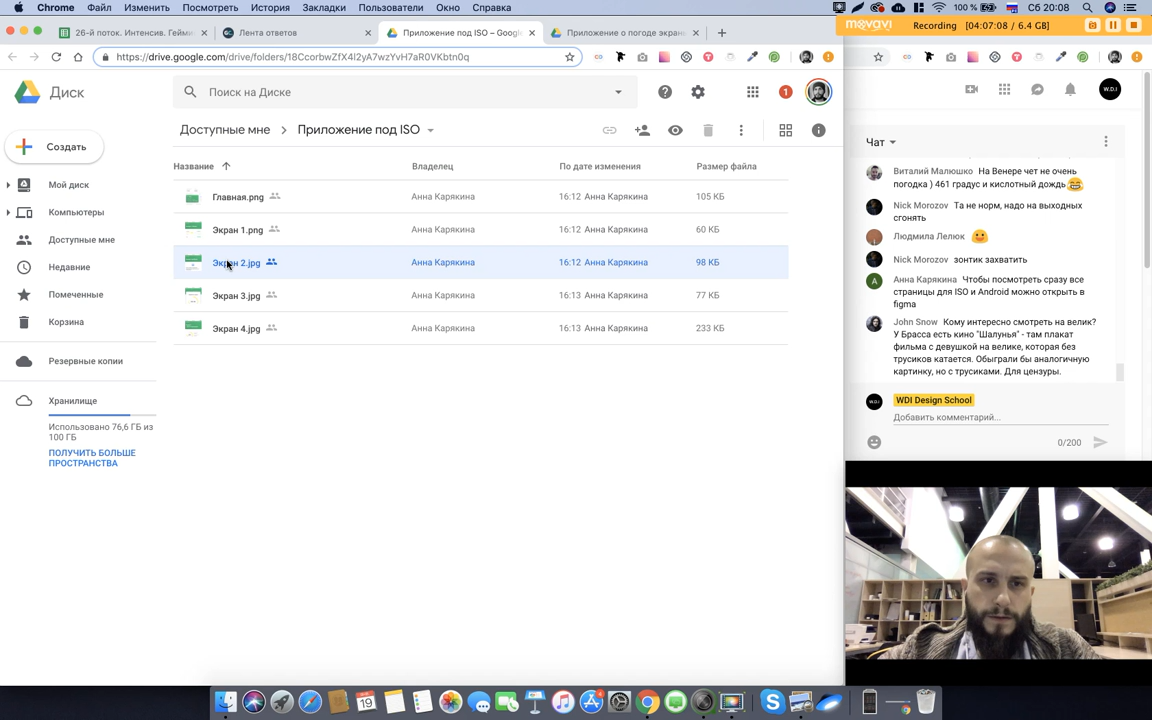 Chrome Файл Изменить Посмотреть История Закладки Пользователи Окно Справка 100 % Сб 20:08
26-й поток. Интенсив. Гейми Лента ответов Приложение под ISO – Googl Приложение о погоде экран
movavi Recording [04:07:08 / 6.4 GB]
https://drive.google.com/drive/folders/18CcorbwZfX4l2yA7wzYvH7aR0VKbtn0q
Диск Поиск на Диске 1
Создать
Доступные мне Приложение под ISO
Название Владелец По дате изменения Размер файла
Мой диск
Компьютеры
Доступные мне
Недавние
Помеченные
Корзина
Резервные копии
Хранилище
Использовано 76,6 ГБ из
100 ГБ
ПОЛУЧИТЬ БОЛЬШЕ
ПРОСТРАНСТВА
Главная.png Анна Карякина 16:12 Анна Карякина 105 КБ
Экран 1.png Анна Карякина 16:12 Анна Карякина 60 КБ
Экран 2.jpg Анна Карякина 16:12 Анна Карякина 98 КБ
Экран 3.jpg Анна Карякина 16:13 Анна Карякина 77 КБ
Экран 4.jpg Анна Карякина 16:13 Анна Карякина 233 КБ
W.D.I
Чат
Виталий Малюшко На Венере чет не очень
погодка ) 461 градус и кислотный дождь
Nick Morozov Та не норм, надо на выходных
сгонять
Людмила Лелюк
Nick Morozov зонтик захватить
А Анна Карякина Чтобы посмотреть сразу все
страницы для ISO и Android можно открыть в
figma
John Snow Кому интересно смотреть на велик?
У Брасса есть кино "Шалунья" - там плакат
фильма с девушкой на велике, которая без
трусиков катается. Обыграли бы аналогичную
картинку, но с трусиками. Для цензуры.
W.D.I WDI Design School
Добавить комментарий...
0/200
19